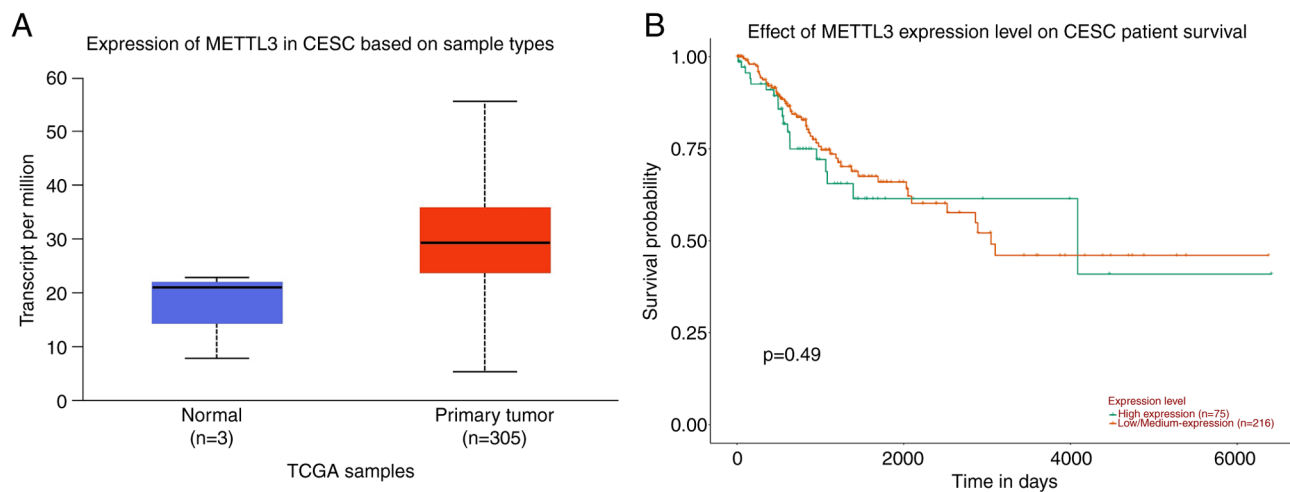 A
Expression of METTL3 in CESC based on sample types
Transcript per million
60
50
40
30
20
10
0
Normal
(n=3)
Primary tumor
(n=305)
TCGA samples
B
Effect of METTL3 expression level on CESC patient survival
Survival probability
1.00
0.75
0.50
0.25
0.00
p=0.49
Expression level
High expression (n=75)
Low/Medium-expression (n=216)
0
2000
4000
6000
Time in days